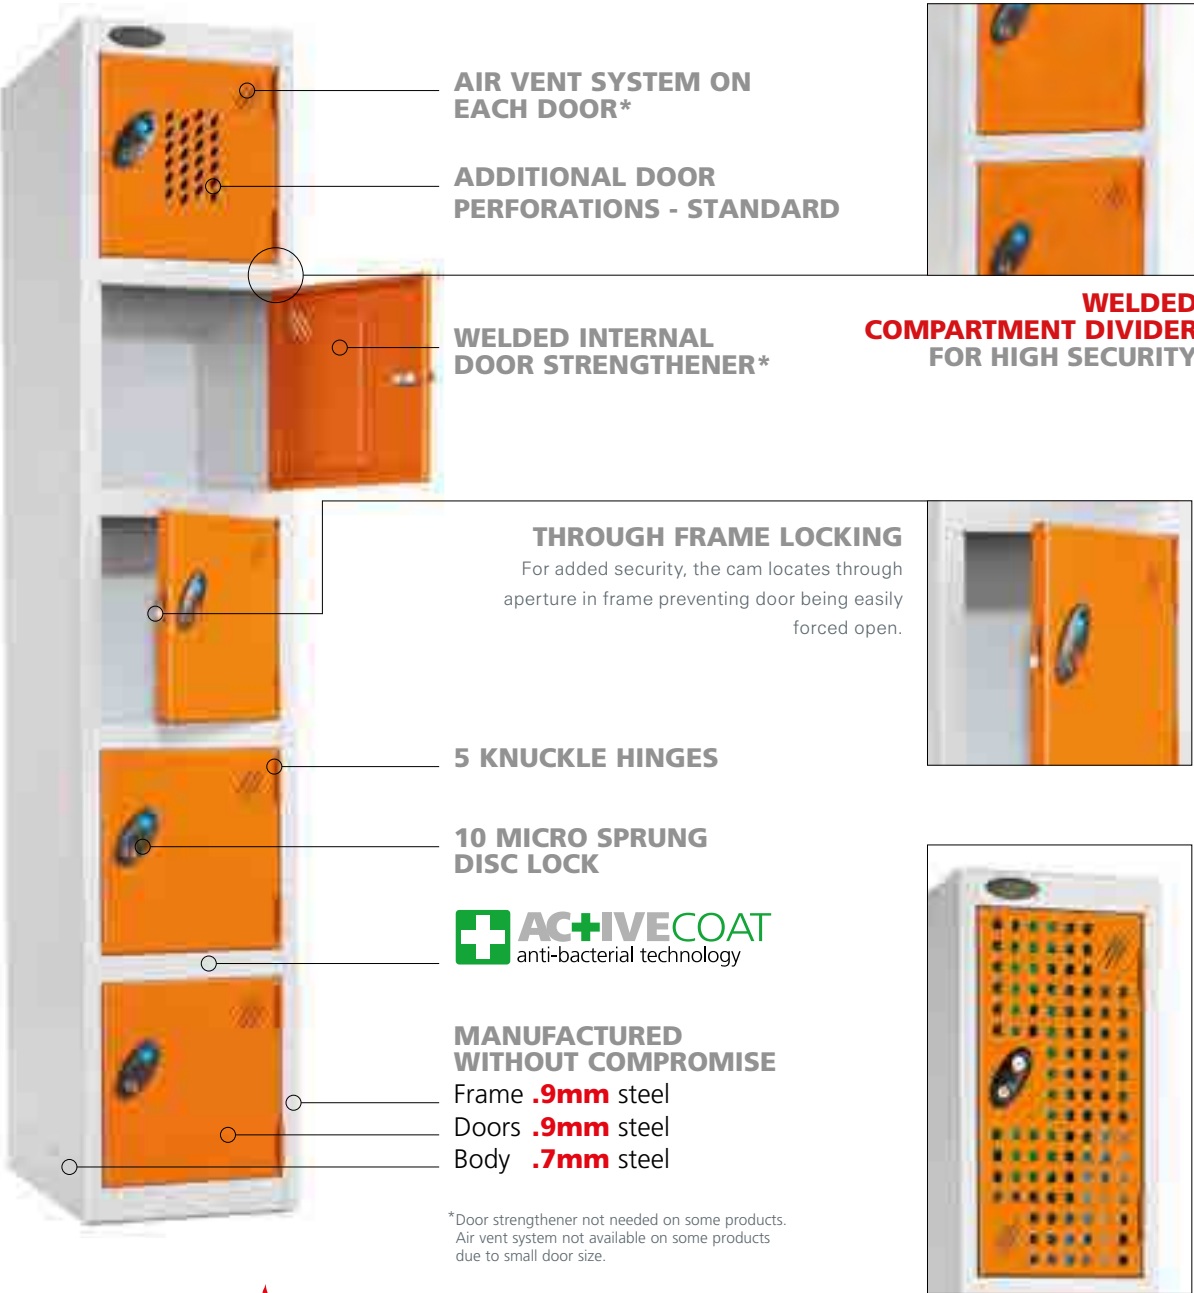 AIR VENT SYSTEM ON
EACH DOOR*
ADDITIONAL DOOR
PERFORATIONS - STANDARD
WELDED INTERNAL
DOOR STRENGTHENER*
WELDED
COMPARTMENT DIVIDER
FOR HIGH SECURITY
THROUGH FRAME LOCKING
For added security, the cam locates through
aperture in frame preventing door being easily
forced open.
5 KNUCKLE HINGES
10 MICRO SPRUNG
DISC LOCK
AC+IVECOAT
anti-bacterial technology
MANUFACTURED
WITHOUT COMPROMISE
Frame .9mm steel
Doors .9mm steel
Body .7mm steel
*Door strengthener not needed on some products.
Air vent system not available on some products
due to small door size.